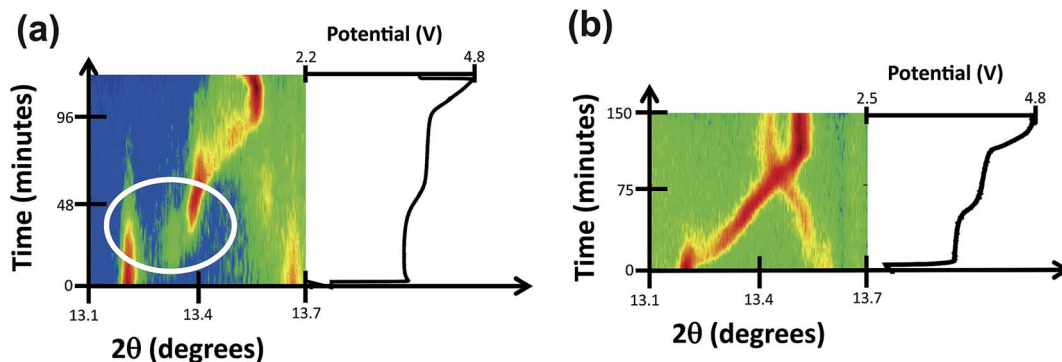 (a)
Potential (V)
2.2
4.8
Time (minutes)
96
48
0
13.1
13.4
13.7
2θ (degrees)
(b)
Potential (V)
2.5
4.8
Time (minutes)
150
75
0
13.1
13.4
13.7
2θ (degrees)